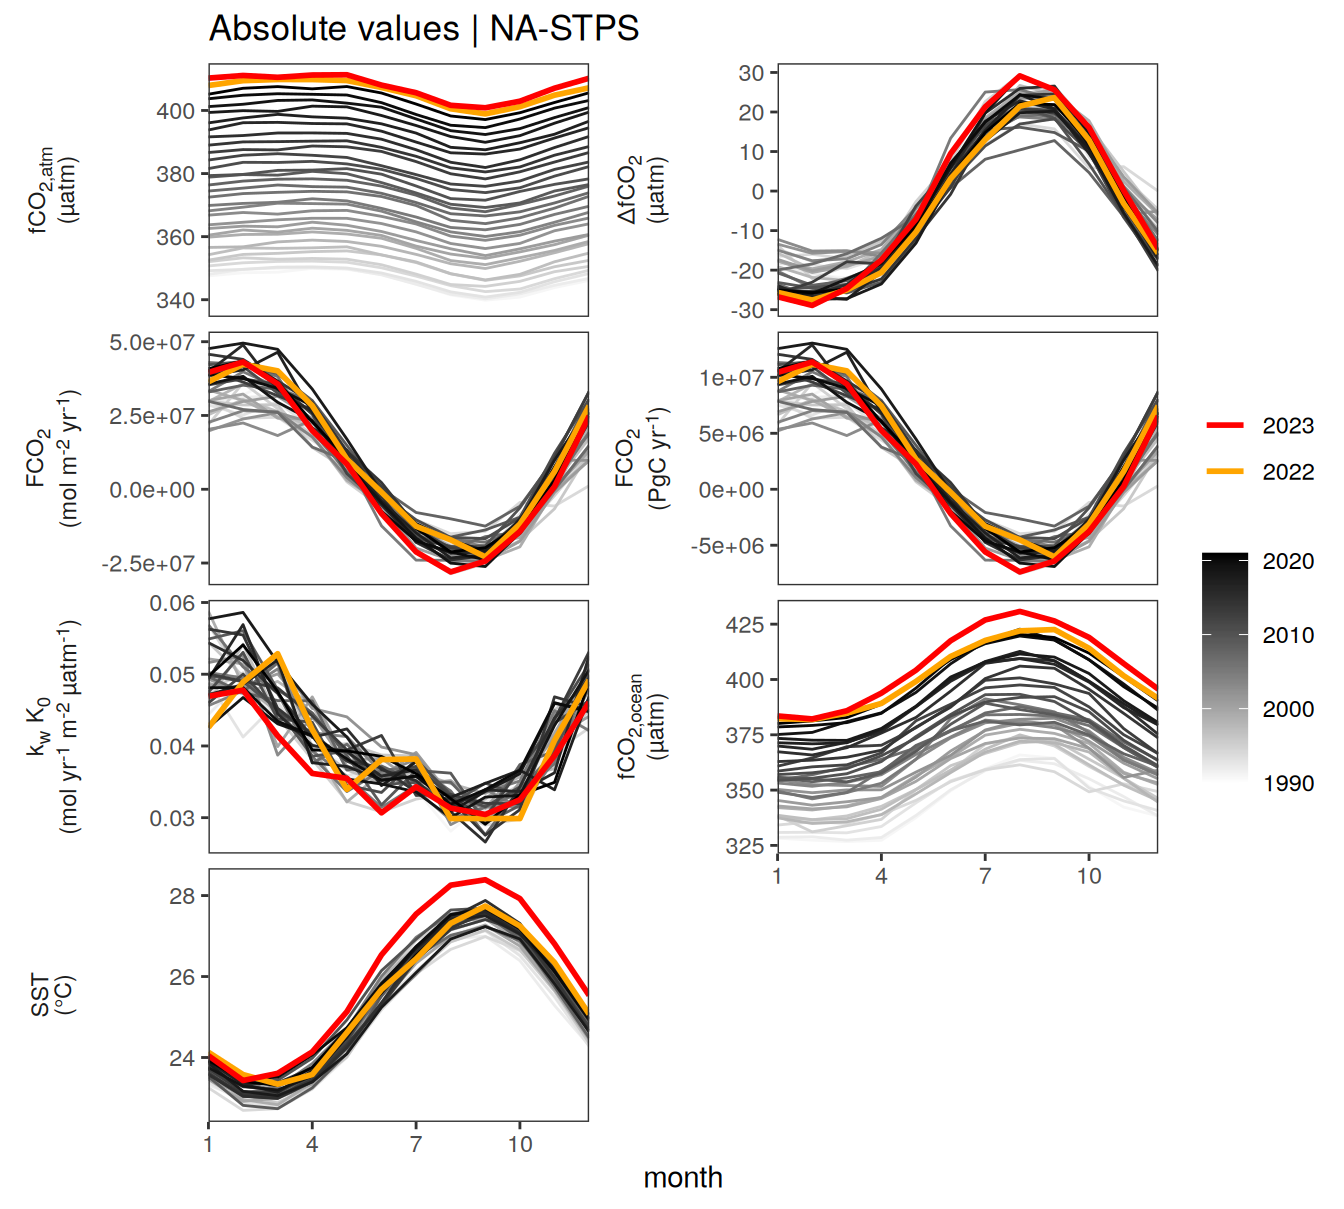 Absolute values | NA-STPS
fCO2,atm
(µatm)
400
380
360
340
ΔfCO2
(µatm)
30
20
10
0
-10
-20
-30
FCO2
(mol m-2 yr-1)
5.0e+07
2.5e+07
0.0e+00
-2.5e+07
FCO2
(PgC yr-1)
1e+07
5e+06
0e+00
-5e+06
kw K0
(mol yr-1 m-2 µatm-1)
0.06
0.05
0.04
0.03
fCO2,ocean
(µatm)
425
400
375
350
325
1 4 7 10
SST
(°C)
28
26
24
1 4 7 10
month
2023
2022
2020
2010
2000
1990